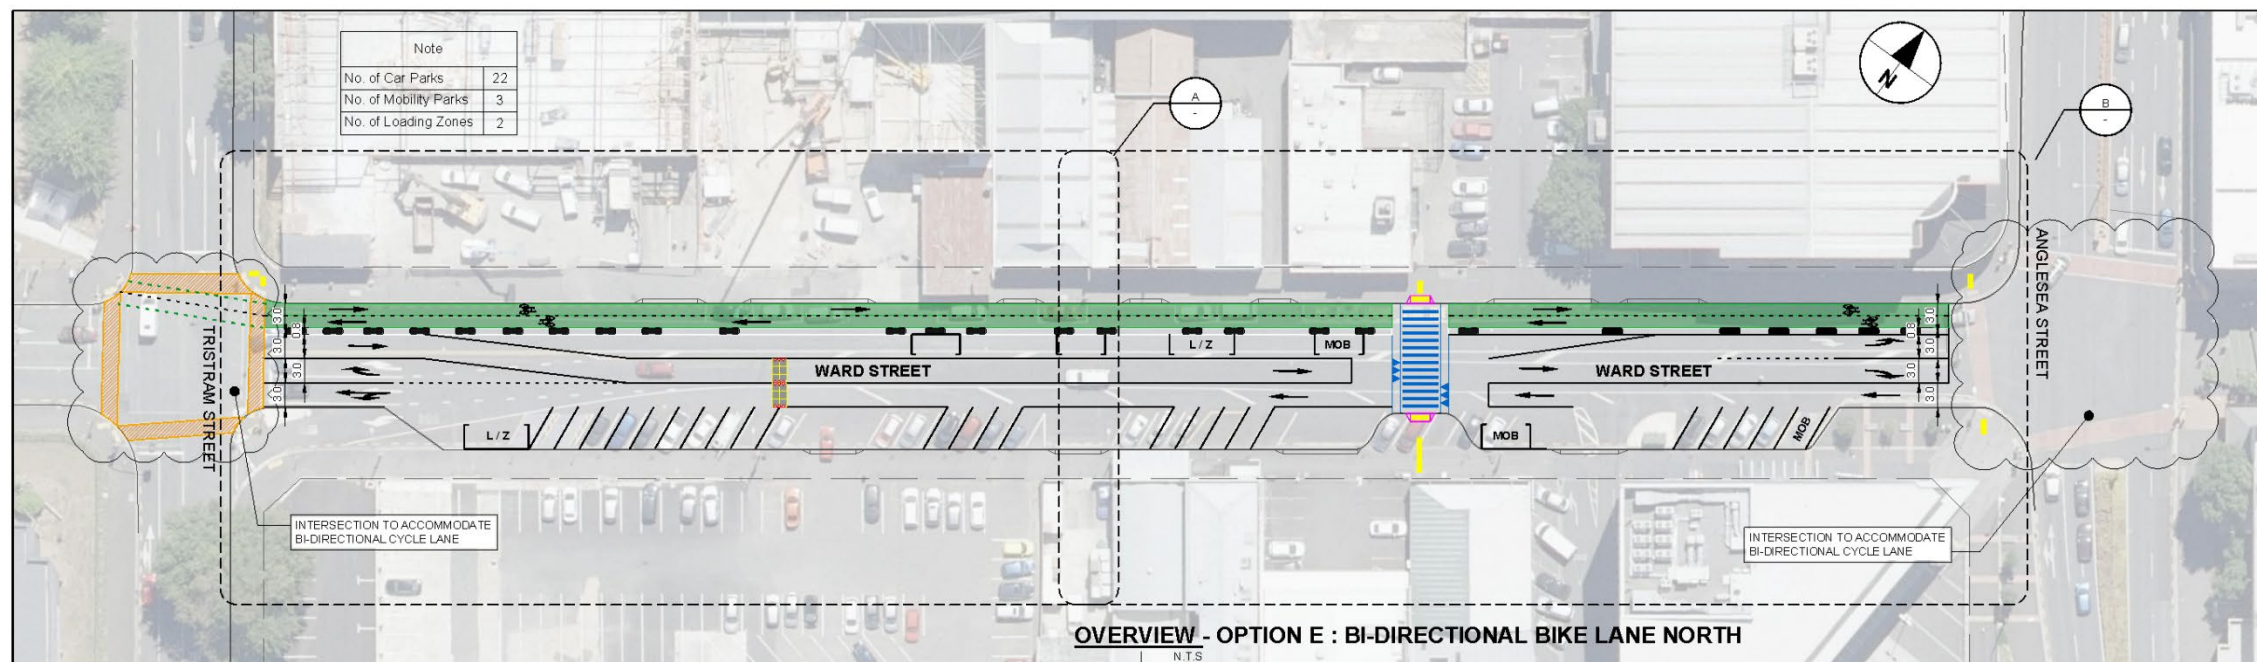 Note
No. of Car Parks 22
No. of Mobility Parks 3
No. of Loading Zones 2
A
-
B
-
N
TRISTRAM STREET
ANGLESEA STREET
3.0
0.8
3.0
3.0
3.0
L / Z
MOB
WARD STREET
WARD STREET
3.0
0.8
3.0
3.0
L / Z
MOB
MOB
INTERSECTION TO ACCOMMODATE
BI-DIRECTIONAL CYCLE LANE
INTERSECTION TO ACCOMMODATE
BI-DIRECTIONAL CYCLE LANE
OVERVIEW - OPTION E : BI-DIRECTIONAL BIKE LANE NORTH
N.T.S